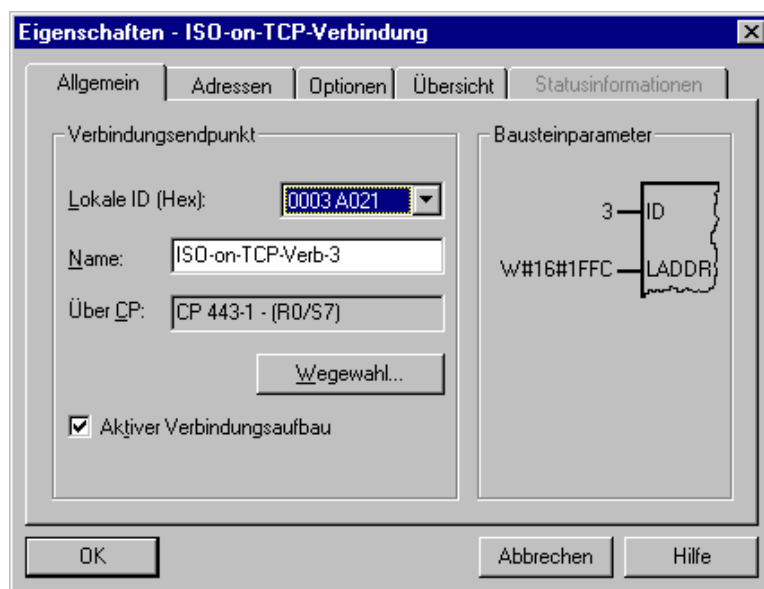 Eigenschaften - ISO-on-TCP-Verbindung
Allgemein Adressen Optionen Übersicht Statusinformationen
Verbindungsendpunkt
Lokale ID (Hex): 0003 A021
Name: ISO-on-TCP-Verb-3
Über CP: CP 443-1 - (R0/S7)
Wegewahl...
Aktiver Verbindungsaufbau
Bausteinparameter
3 ID
W#16#1FFC LADDR
OK Abbrechen Hilfe